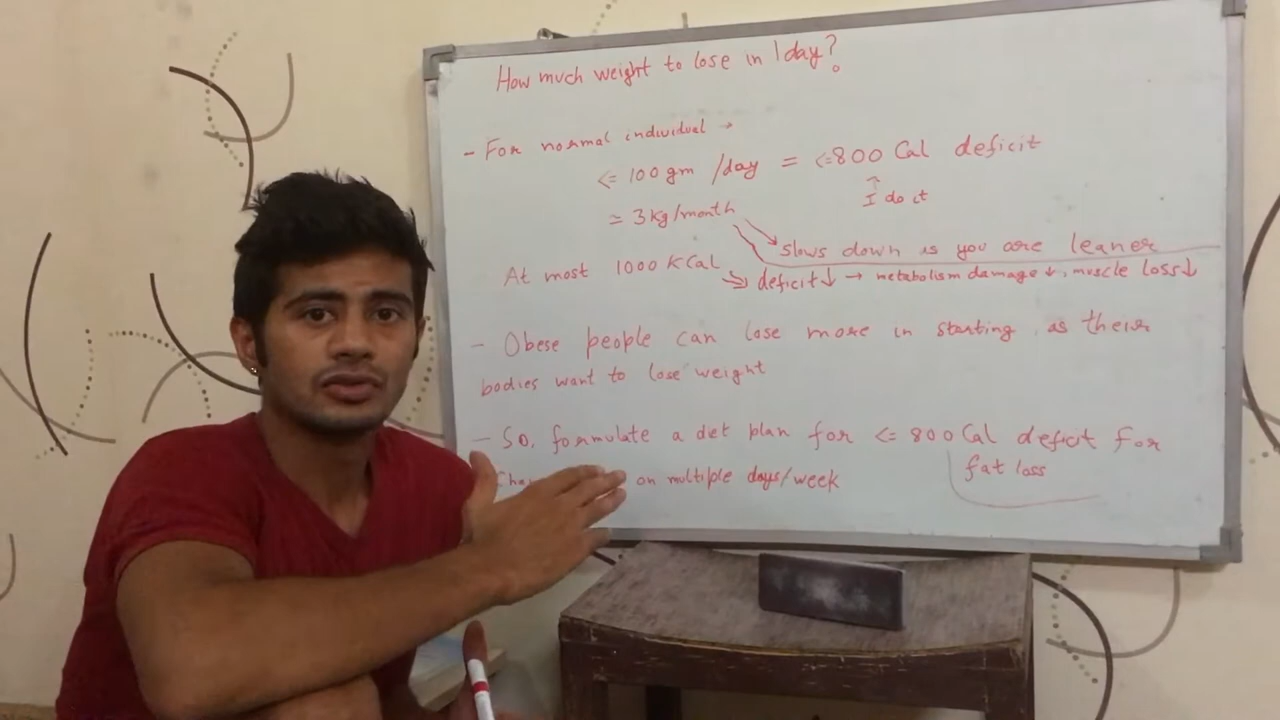 How much weight to lose in 1 day?
- For normal individual →
<= 100 gm /day = <=800 Cal deficit
↑
I do it
≃ 3 kg/month
slows down is you are leaner
At most 1000 KCal
deficit↓ → metabolism damage ↓, muscle loss↓
- Obese people can lose more in starting, as their
bodies want to lose weight
- So, formulate a diet plan for <= 800 Cal deficit for
fat loss
on multiple days/week